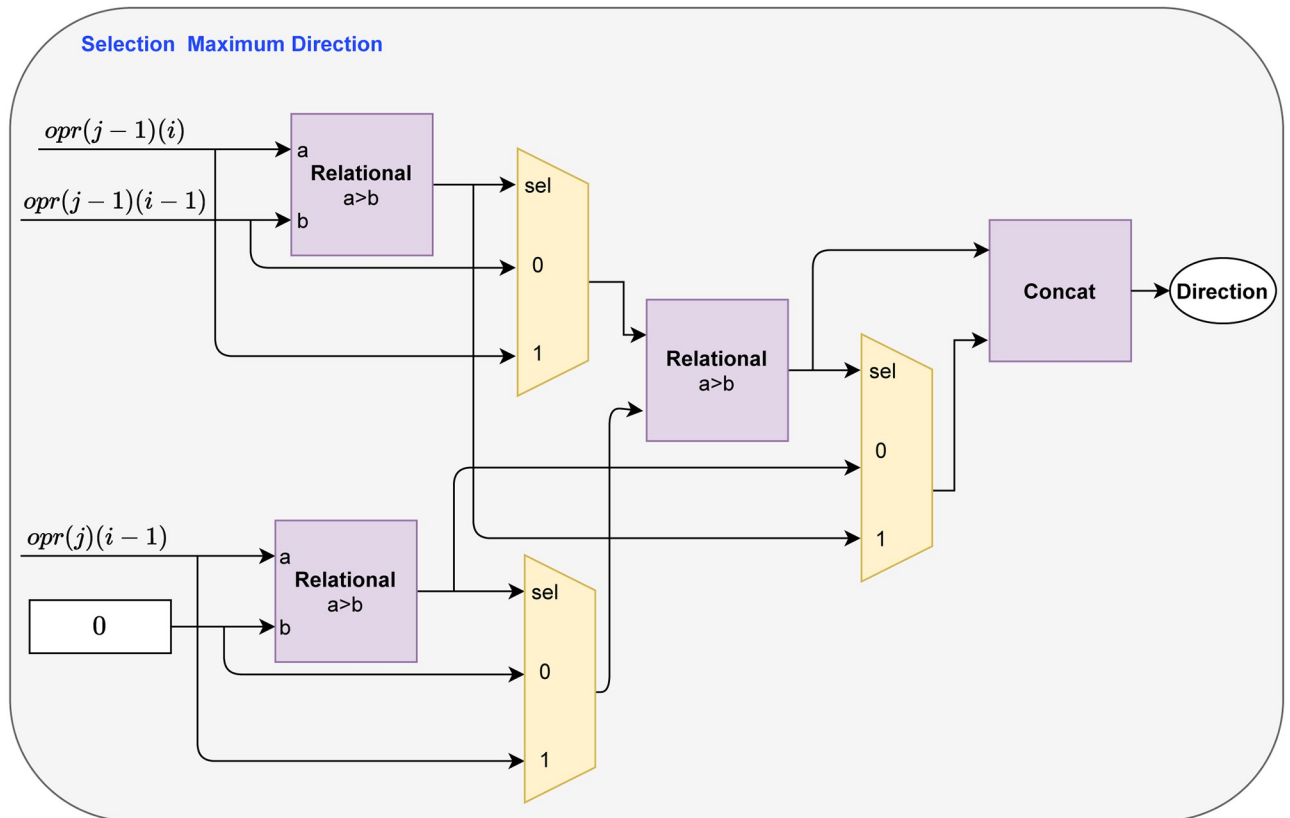 Selection Maximum Direction
opr(j − 1)(i)
a
Relational
a>b
opr(j − 1)(i − 1)
b
sel
0
1
Relational
a>b
Concat
Direction
sel
0
1
opr(j)(i − 1)
a
Relational
a>b
0
b
sel
0
1